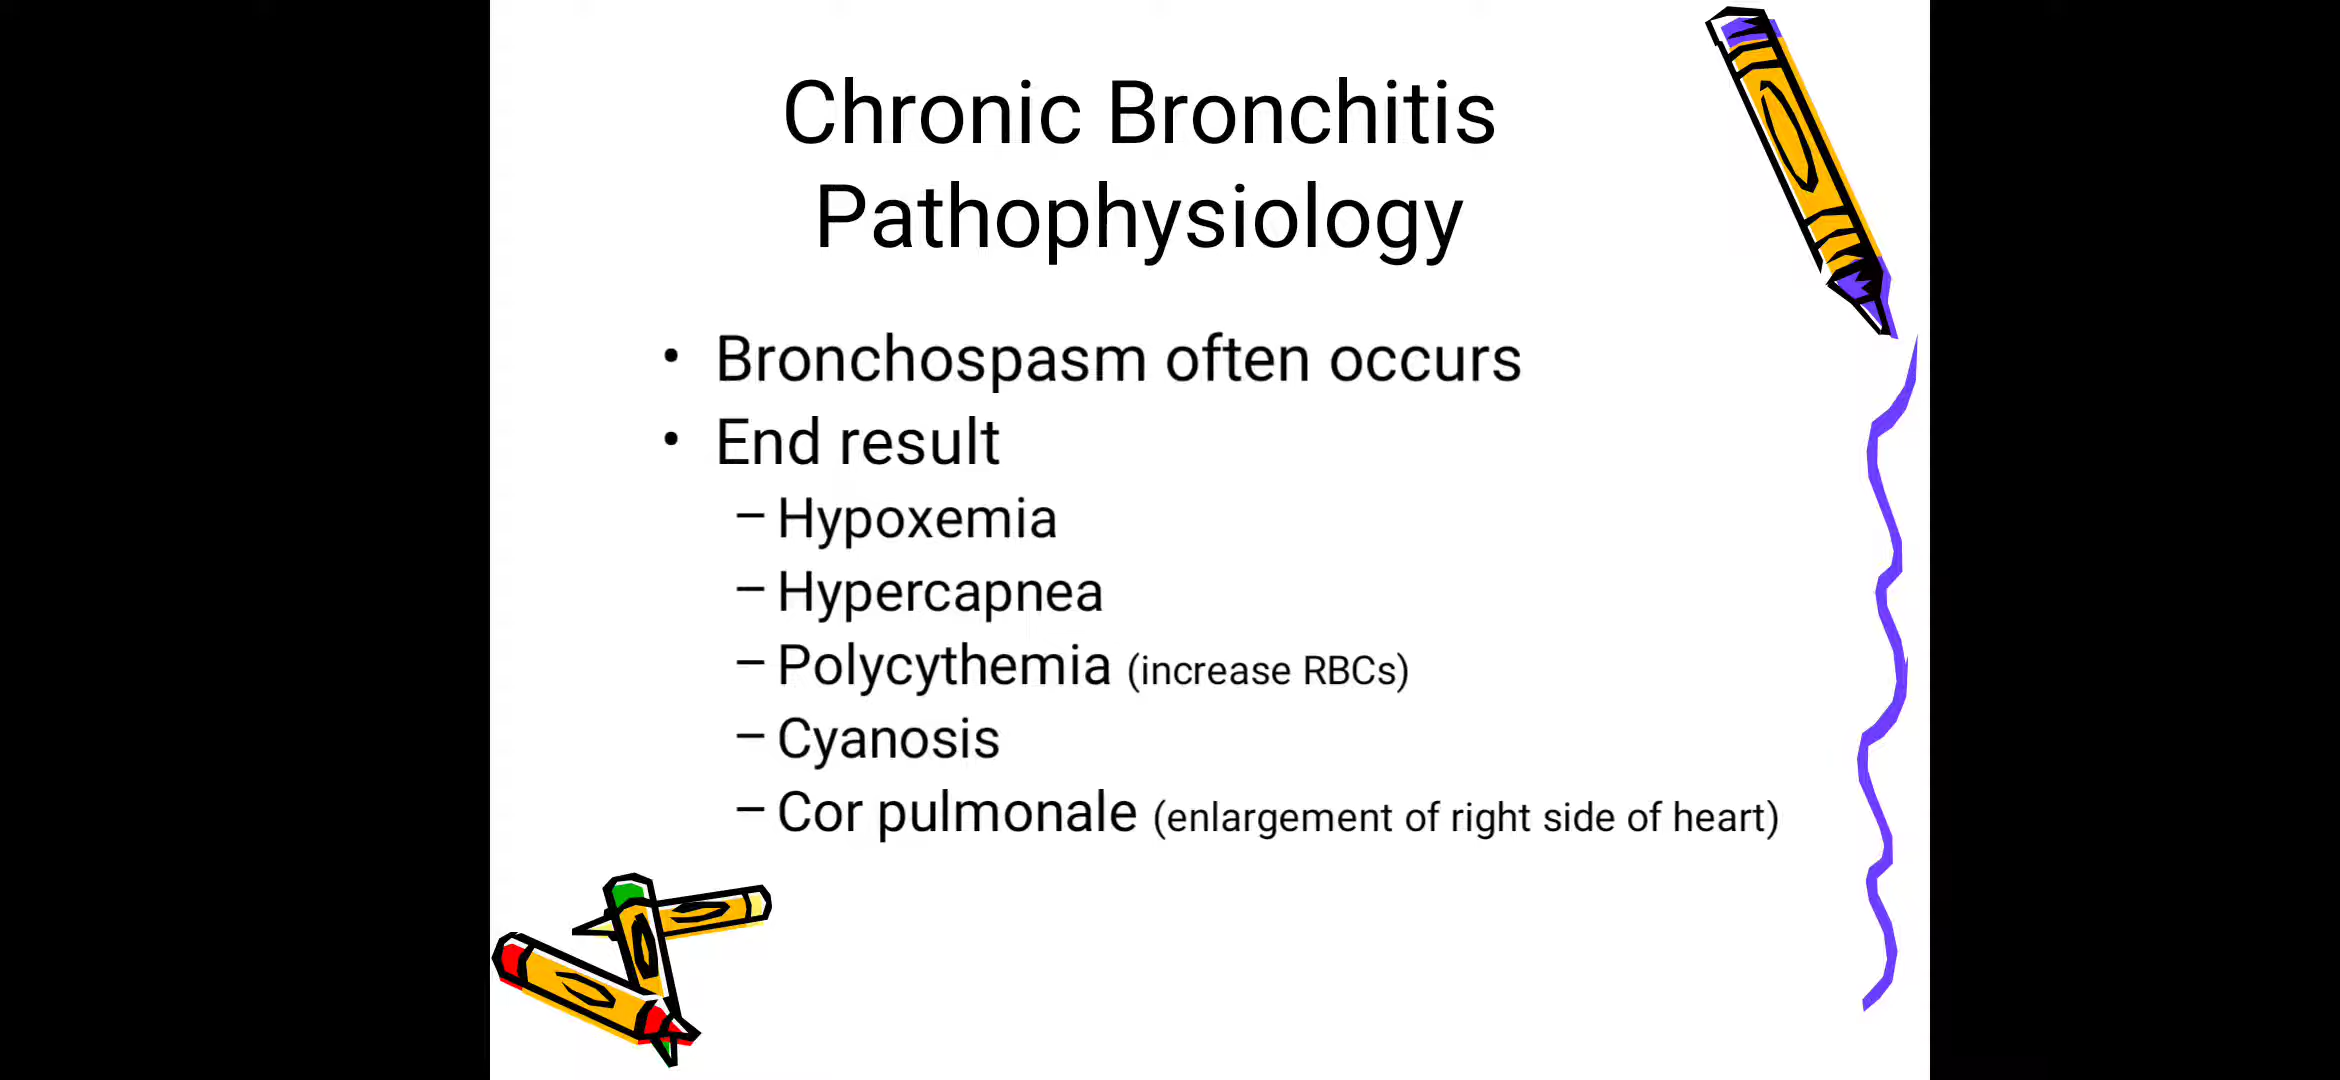 Chronic Bronchitis
Pathophysiology
• Bronchospasm often occurs
• End result
– Hypoxemia
– Hypercapnea
– Polycythemia (increase RBCs)
– Cyanosis
– Cor pulmonale (enlargement of right side of heart)